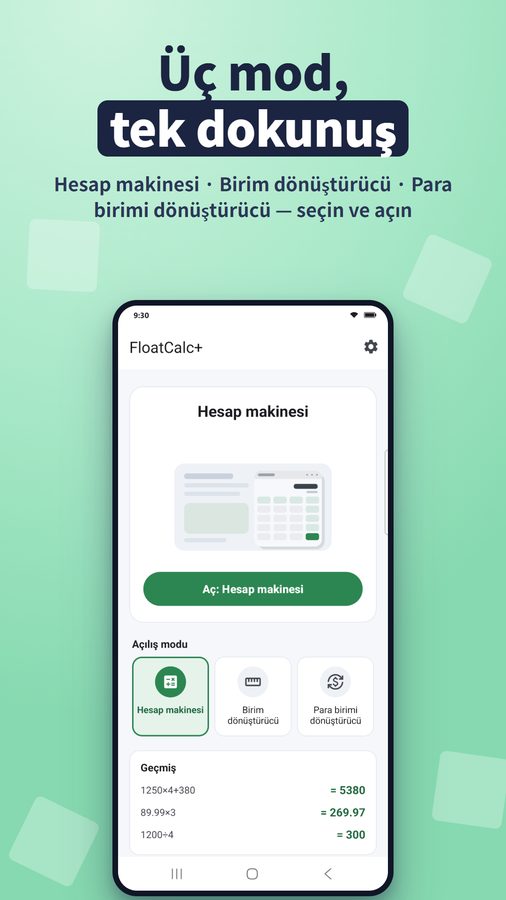 Üç mod,
tek dokunuş
Hesap makinesi · Birim dönüştürücü · Para
birimi dönüştürücü — seçin ve açın
9:30
FloatCalc+
Hesap makinesi
Aç: Hesap makinesi
Açılış modu
Hesap makinesi
Birim
dönüştürücü
Para birimi
dönüştürücü
Geçmiş
1250×4+380
= 5380
89.99×3
= 269.97
1200÷4
= 300